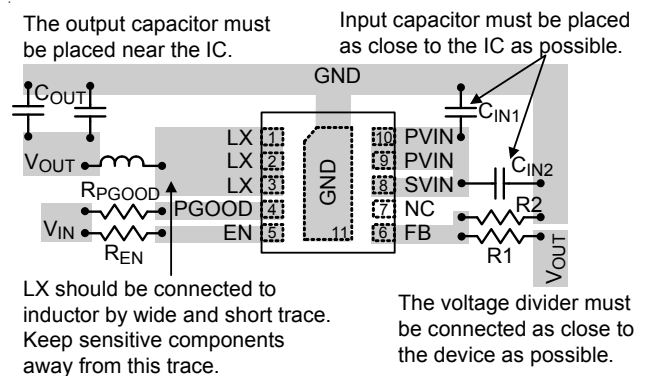 The output capacitor must
be placed near the IC.
Input capacitor must be placed
as close to the IC as possible.
GND
COUT
CIN1
LX 1
10 PVIN
LX 2
9 PVIN
CIN2
VOUT
LX 3
8 SVIN
GND
RPGOOD
PGOOD 4
7 NC
R2
VIN
EN 5
11
6 FB
REN
R1
VOUT
LX should be connected to
inductor by wide and short trace.
Keep sensitive components
away from this trace.
The voltage divider must
be connected as close to
the device as possible.